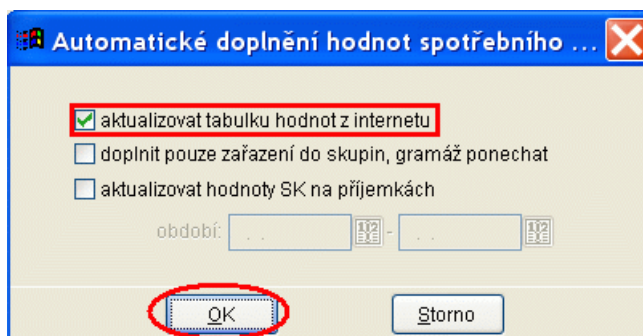 Automatické doplnění hodnot spotřebního ...
aktualizovat tabulku hodnot z internetu
doplnit pouze zařazení do skupin, gramáž ponechat
aktualizovat hodnoty SK na příjemkách
období: . . - . .
OK Storno